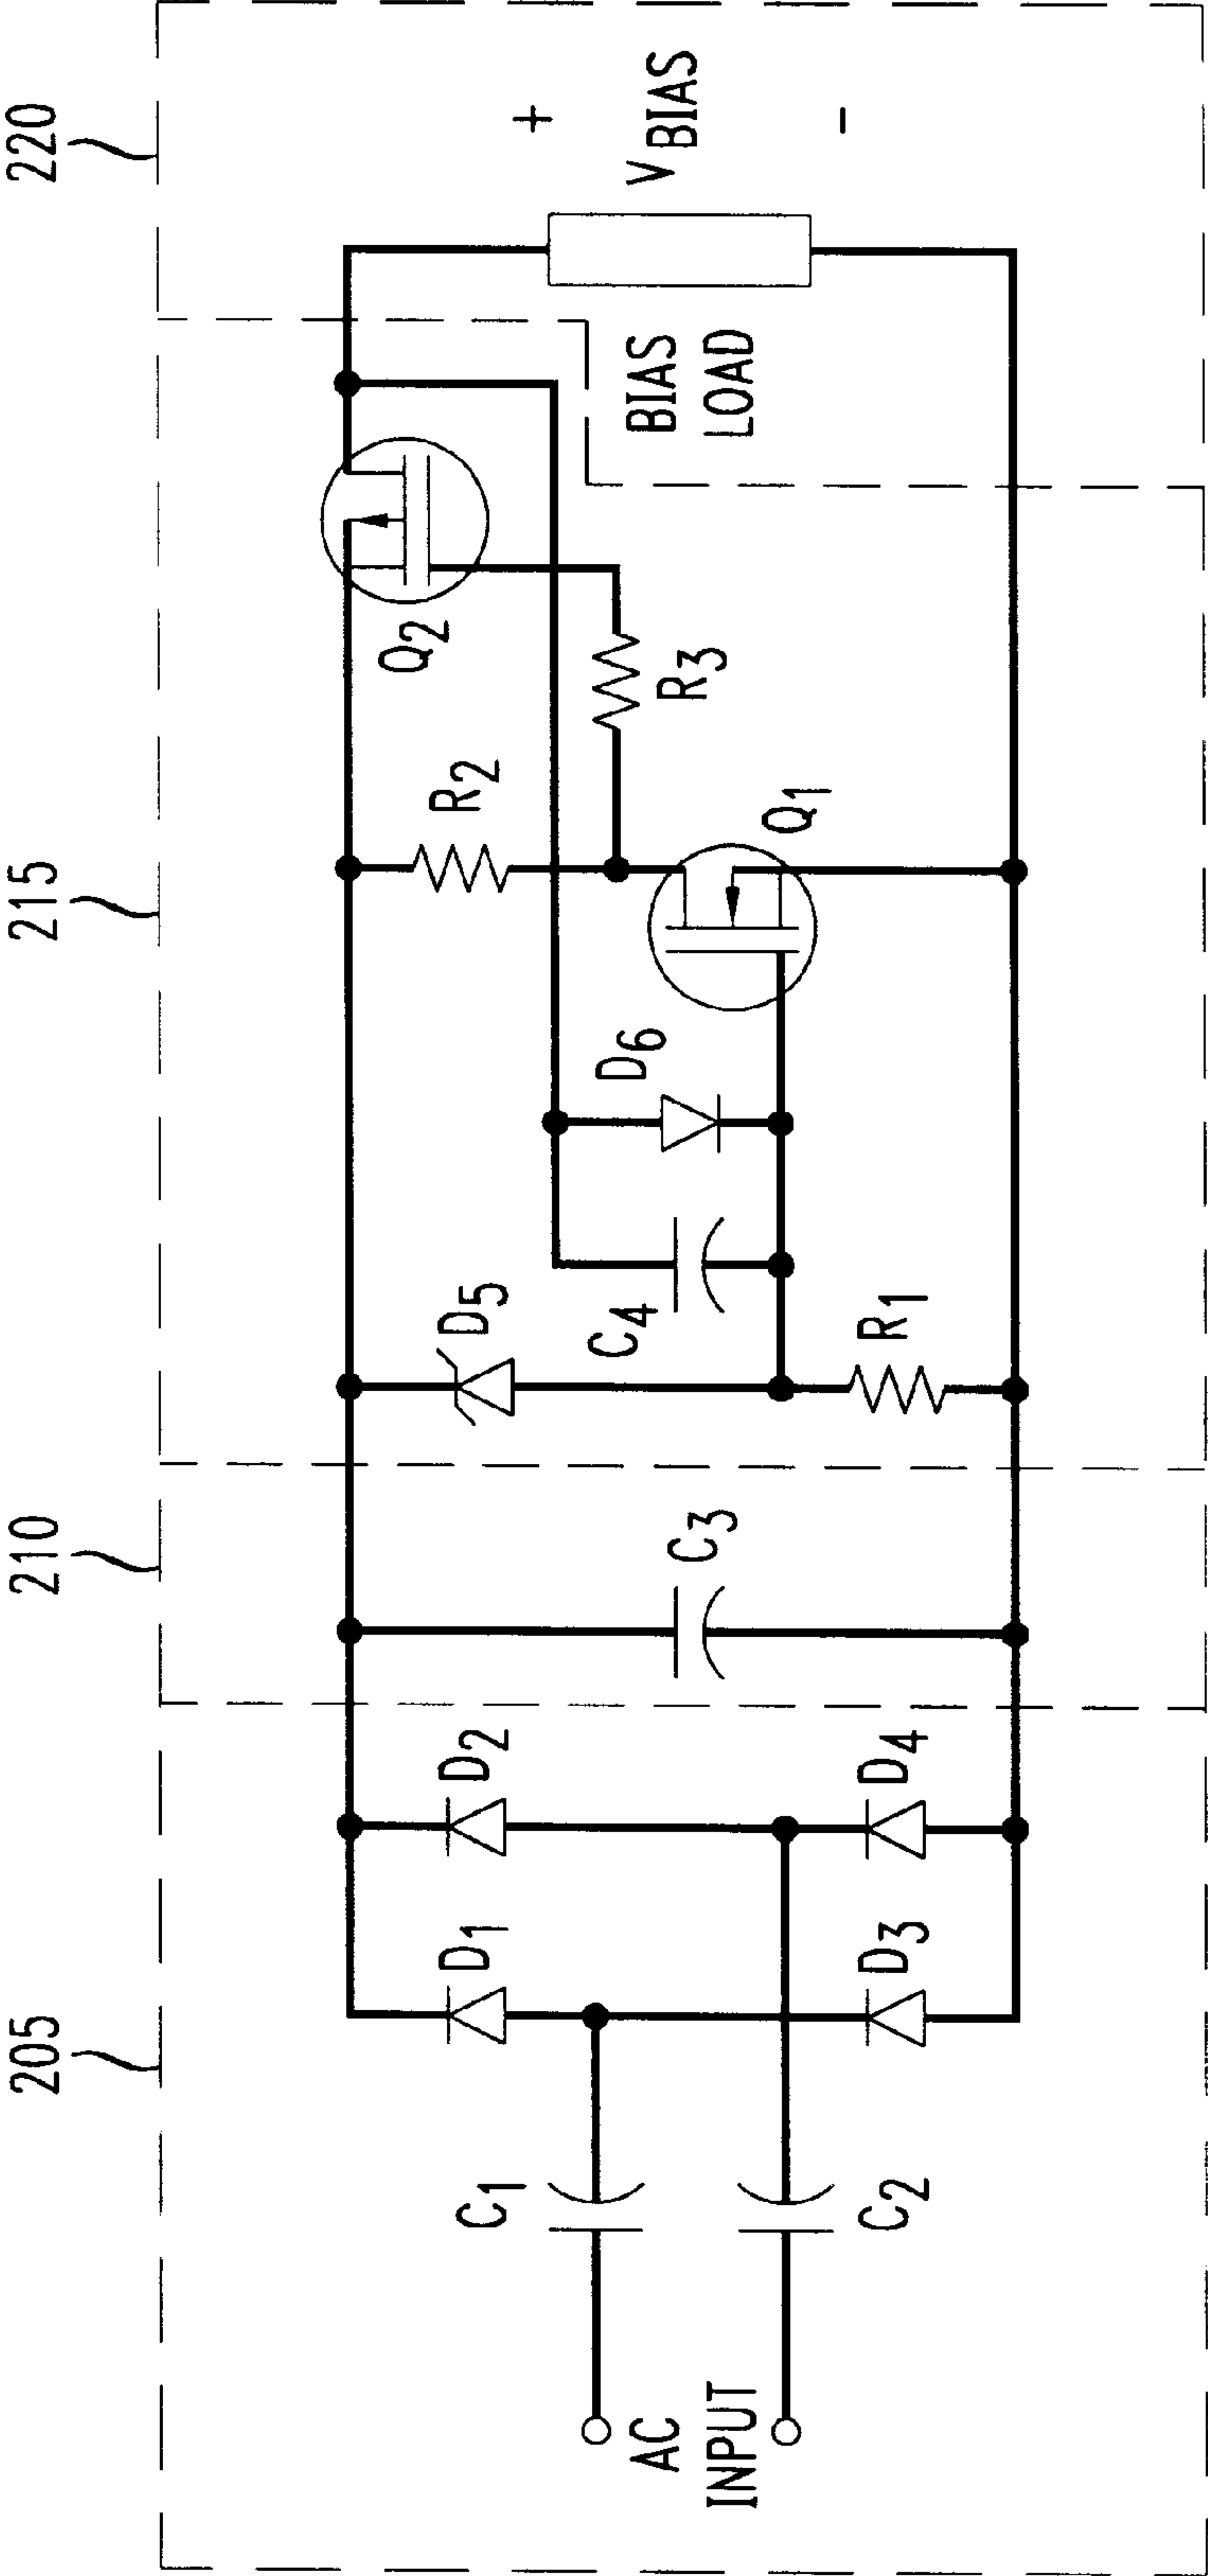 205
210
215
220
AC
INPUT
C1
C2
D1
D2
D3
D4
C3
D5
C4
R1
D6
R2
Q1
R3
Q2
BIAS
LOAD
+
VBIAS
-